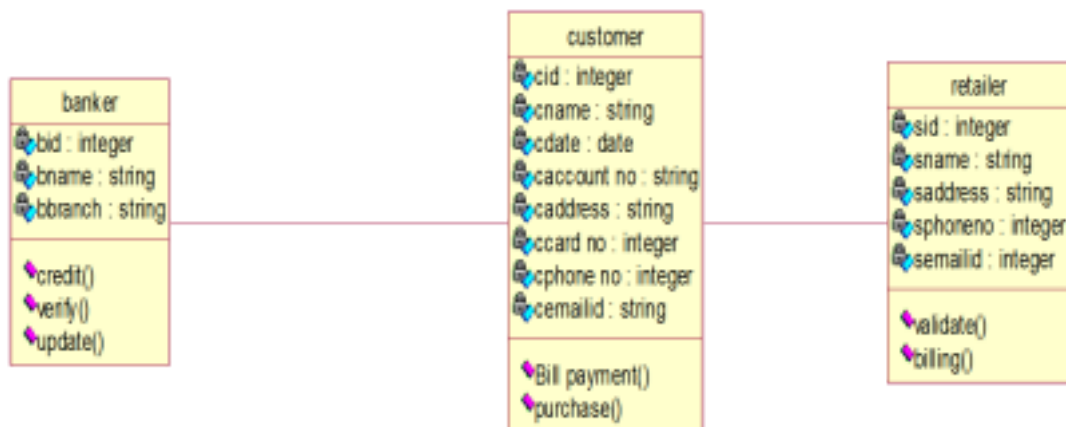 banker
bid : integer
bname : string
bbranch : string
credit()
verify()
update()
customer
cid : integer
cname : string
cdate : date
caccount no : string
caddress : string
ccard no : integer
cphone no : integer
cemailid : string
Bill payment()
purchase()
retailer
sid : integer
sname : string
saddress : string
sphoneno : integer
semailid : integer
validate()
billing()